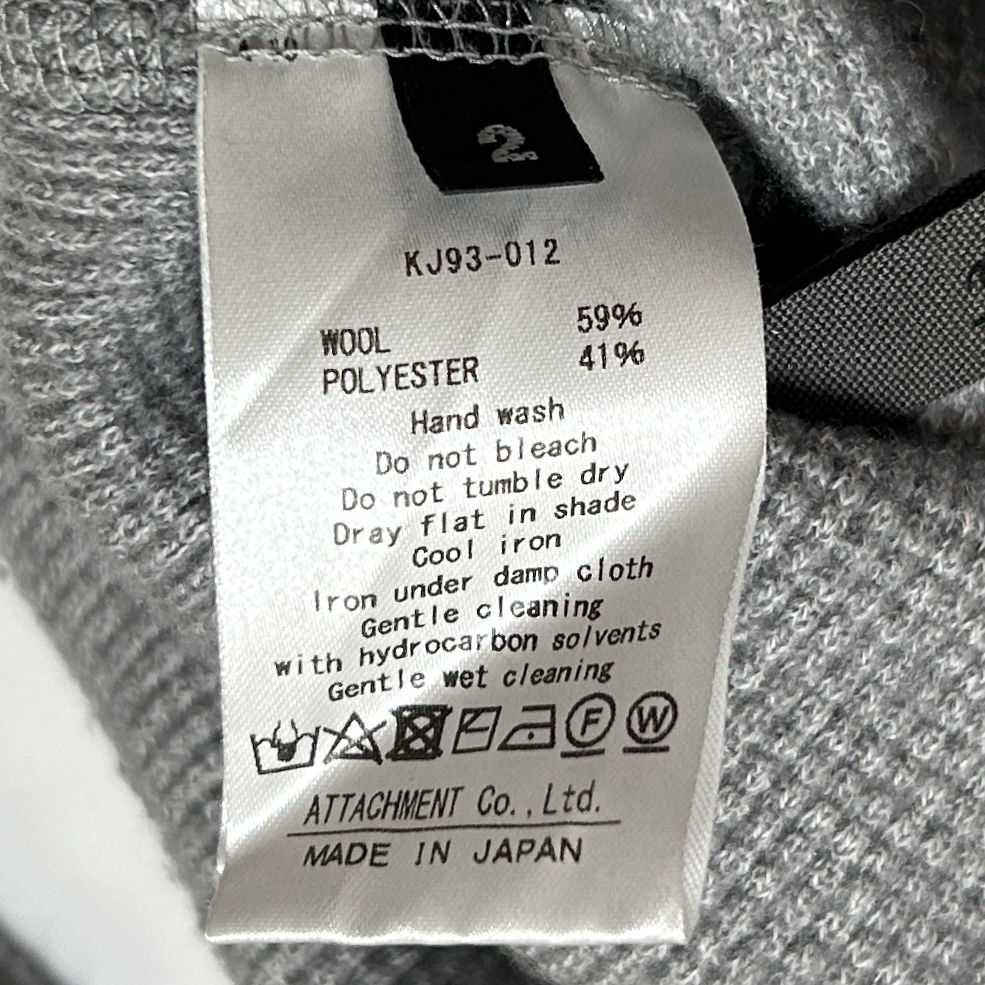 2
KJ93-012
WOOL 59%
POLYESTER 41%
Hand wash
Do not bleach
Do not tumble dry
Dray flat in shade
Cool iron
Iron under damp cloth
Gentle cleaning
with hydrocarbon solvents
Gentle wet cleaning
F W
ATTACHMENT Co., Ltd.
MADE IN JAPAN